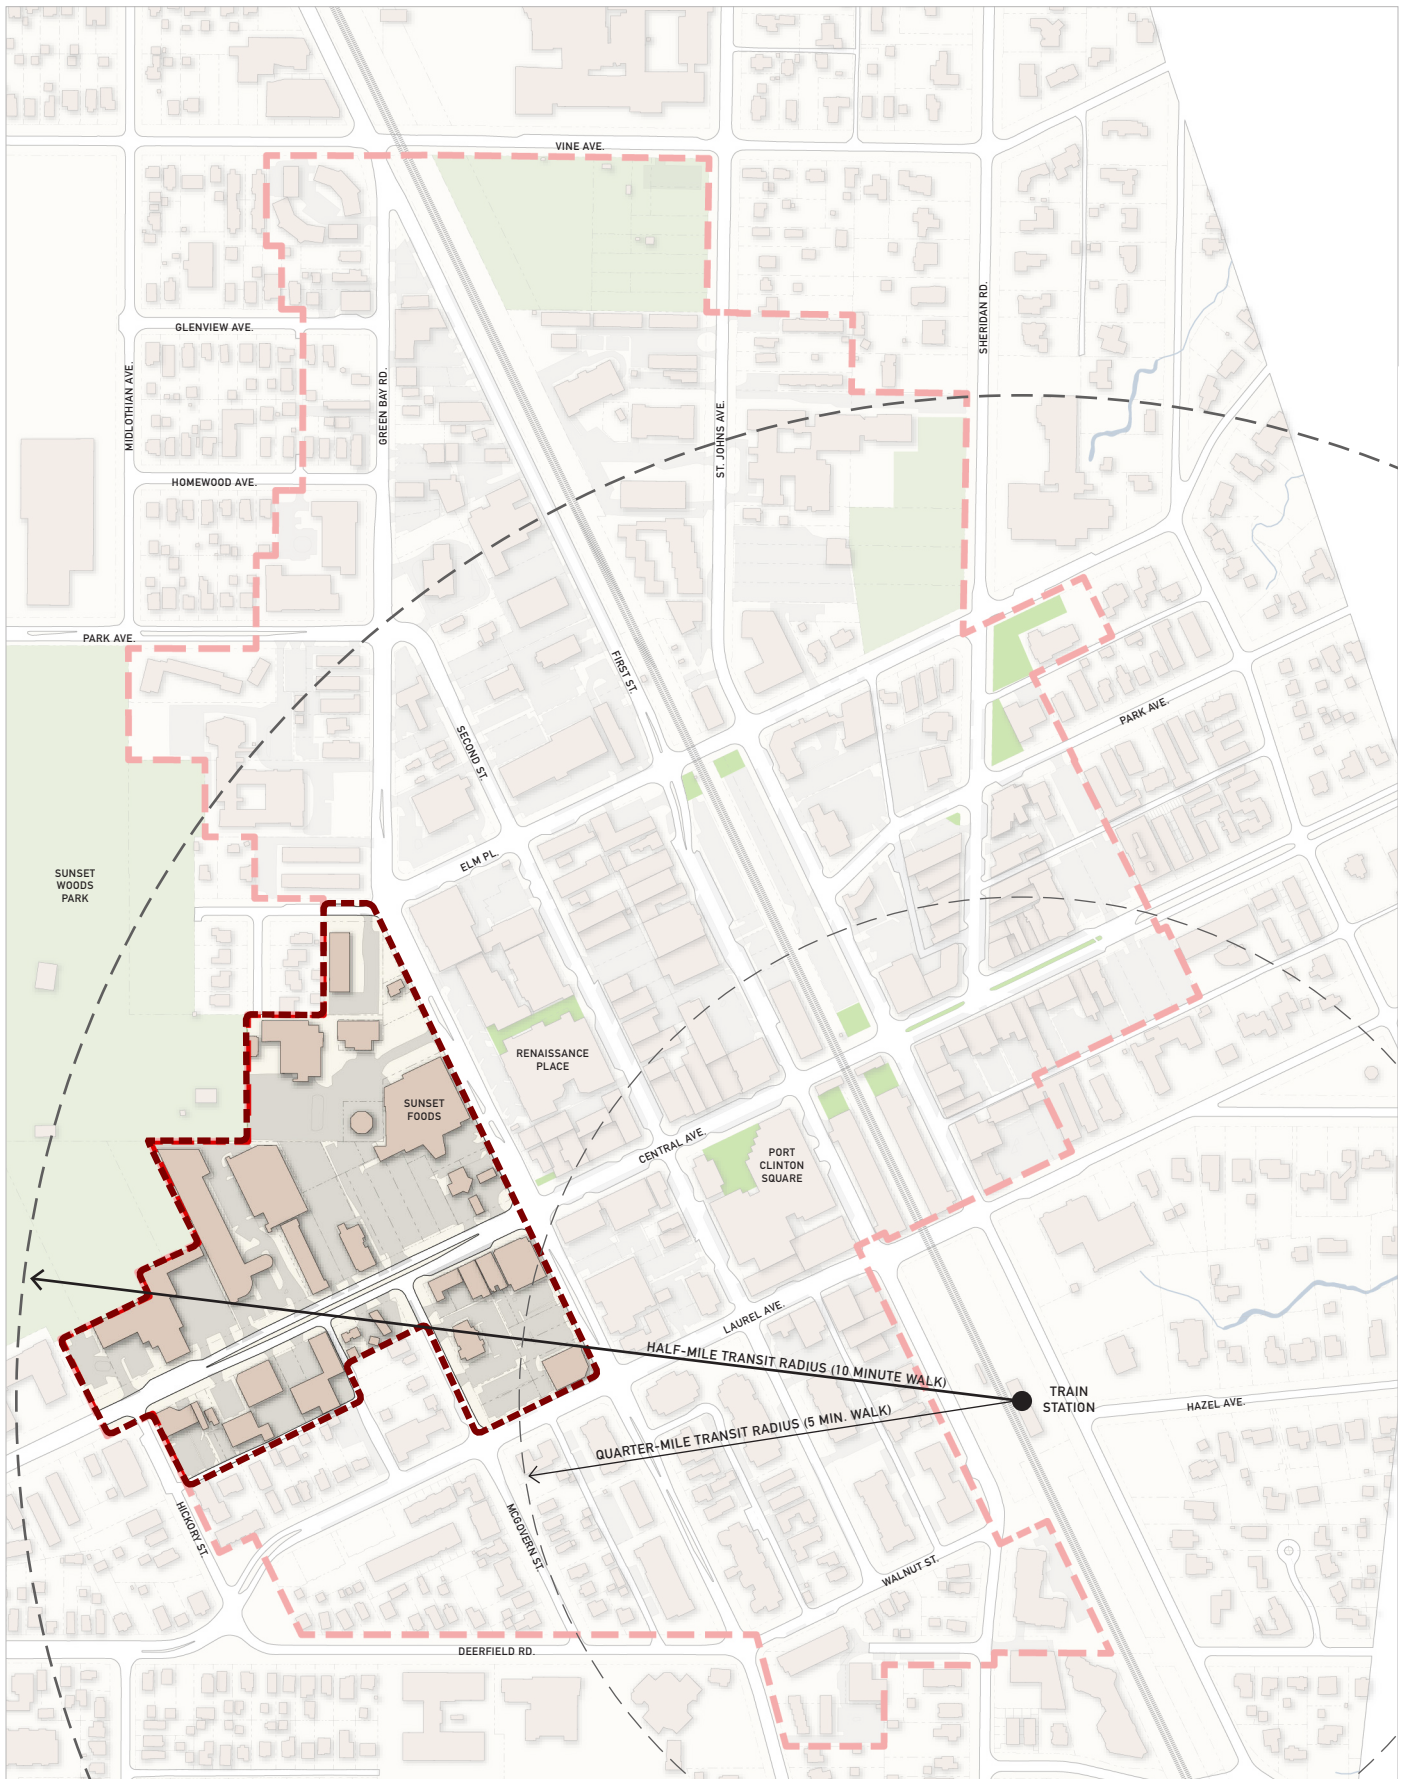 VINE AVE.
SHERIDAN RD.
GLENVIEW AVE.
MIDLOTHIAN AVE.
GREEN BAY RD.
ST. JOHNS AVE.
HOMEWOOD AVE.
PARK AVE.
FIRST ST.
PARK AVE.
SECOND ST.
ELM PL.
SUNSET
WOODS
PARK
RENAISSANCE
PLACE
SUNSET
FOODS
CENTRAL AVE.
PORT
CLINTON
SQUARE
LAUREL AVE.
HALF-MILE TRANSIT RADIUS (10 MINUTE WALK)
TRAIN
STATION
HAZEL AVE.
QUARTER-MILE TRANSIT RADIUS (5 MIN. WALK)
HICKORY ST.
MCGOVERN ST.
WALNUT ST.
DEERFIELD RD.